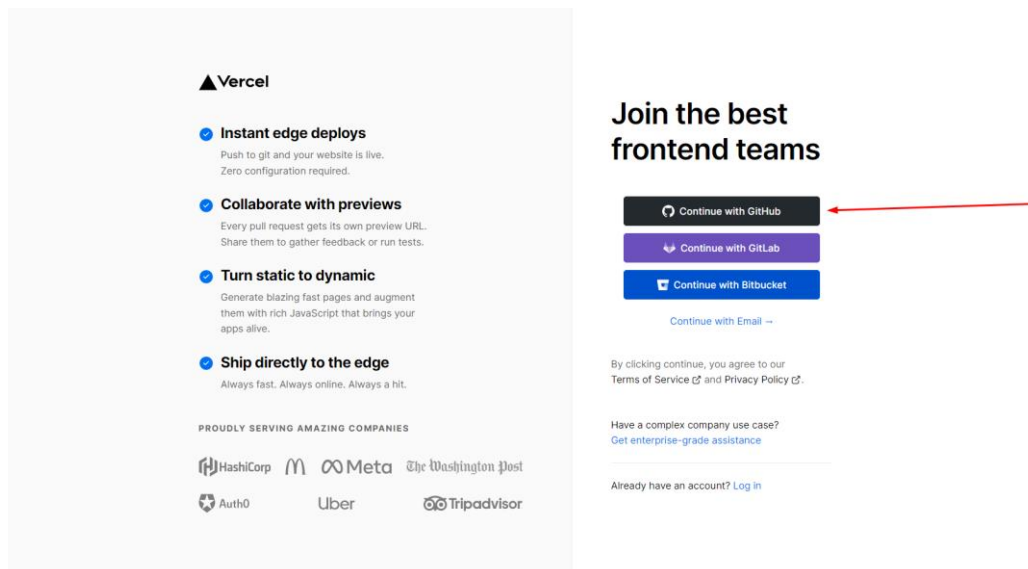 Vercel
Instant edge deploys
Push to git and your website is live.
Zero configuration required.
Collaborate with previews
Every pull request gets its own preview URL.
Share them to gather feedback or run tests.
Turn static to dynamic
Generate blazing fast pages and augment
them with rich JavaScript that brings your
apps alive.
Ship directly to the edge
Always fast. Always online. Always a hit.
PROUDLY SERVING AMAZING COMPANIES
HashiCorp Meta The Washington Post
Auth0 Uber Tripadvisor
Join the best
frontend teams
Continue with GitHub
Continue with GitLab
Continue with Bitbucket
Continue with Email →
By clicking continue, you agree to our
Terms of Service and Privacy Policy.
Have a complex company use case?
Get enterprise-grade assistance
Already have an account? Log in